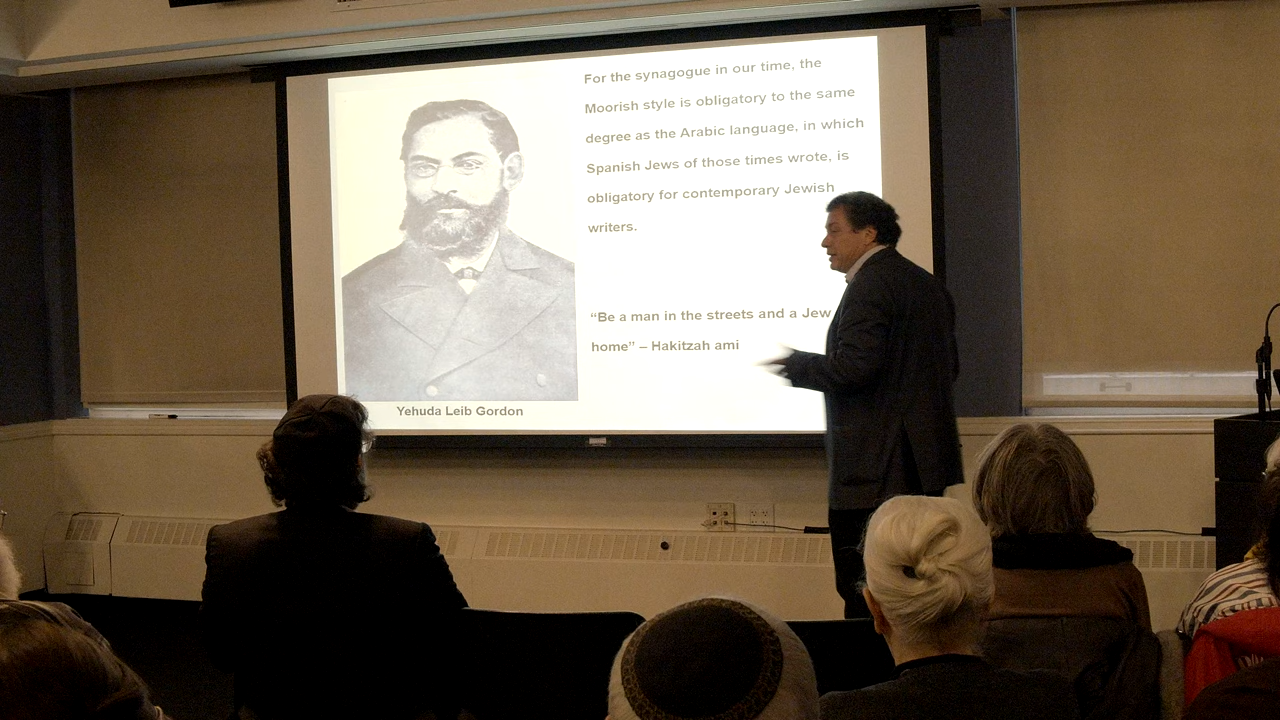 For the synagogue in our time, the
Moorish style is obligatory to the same
degree as the Arabic language, in which
Spanish Jews of those times wrote, is
obligatory for contemporary Jewish
writers.
“Be a man in the streets and a Jew
home” – Hakitzah ami
Yehuda Leib Gordon